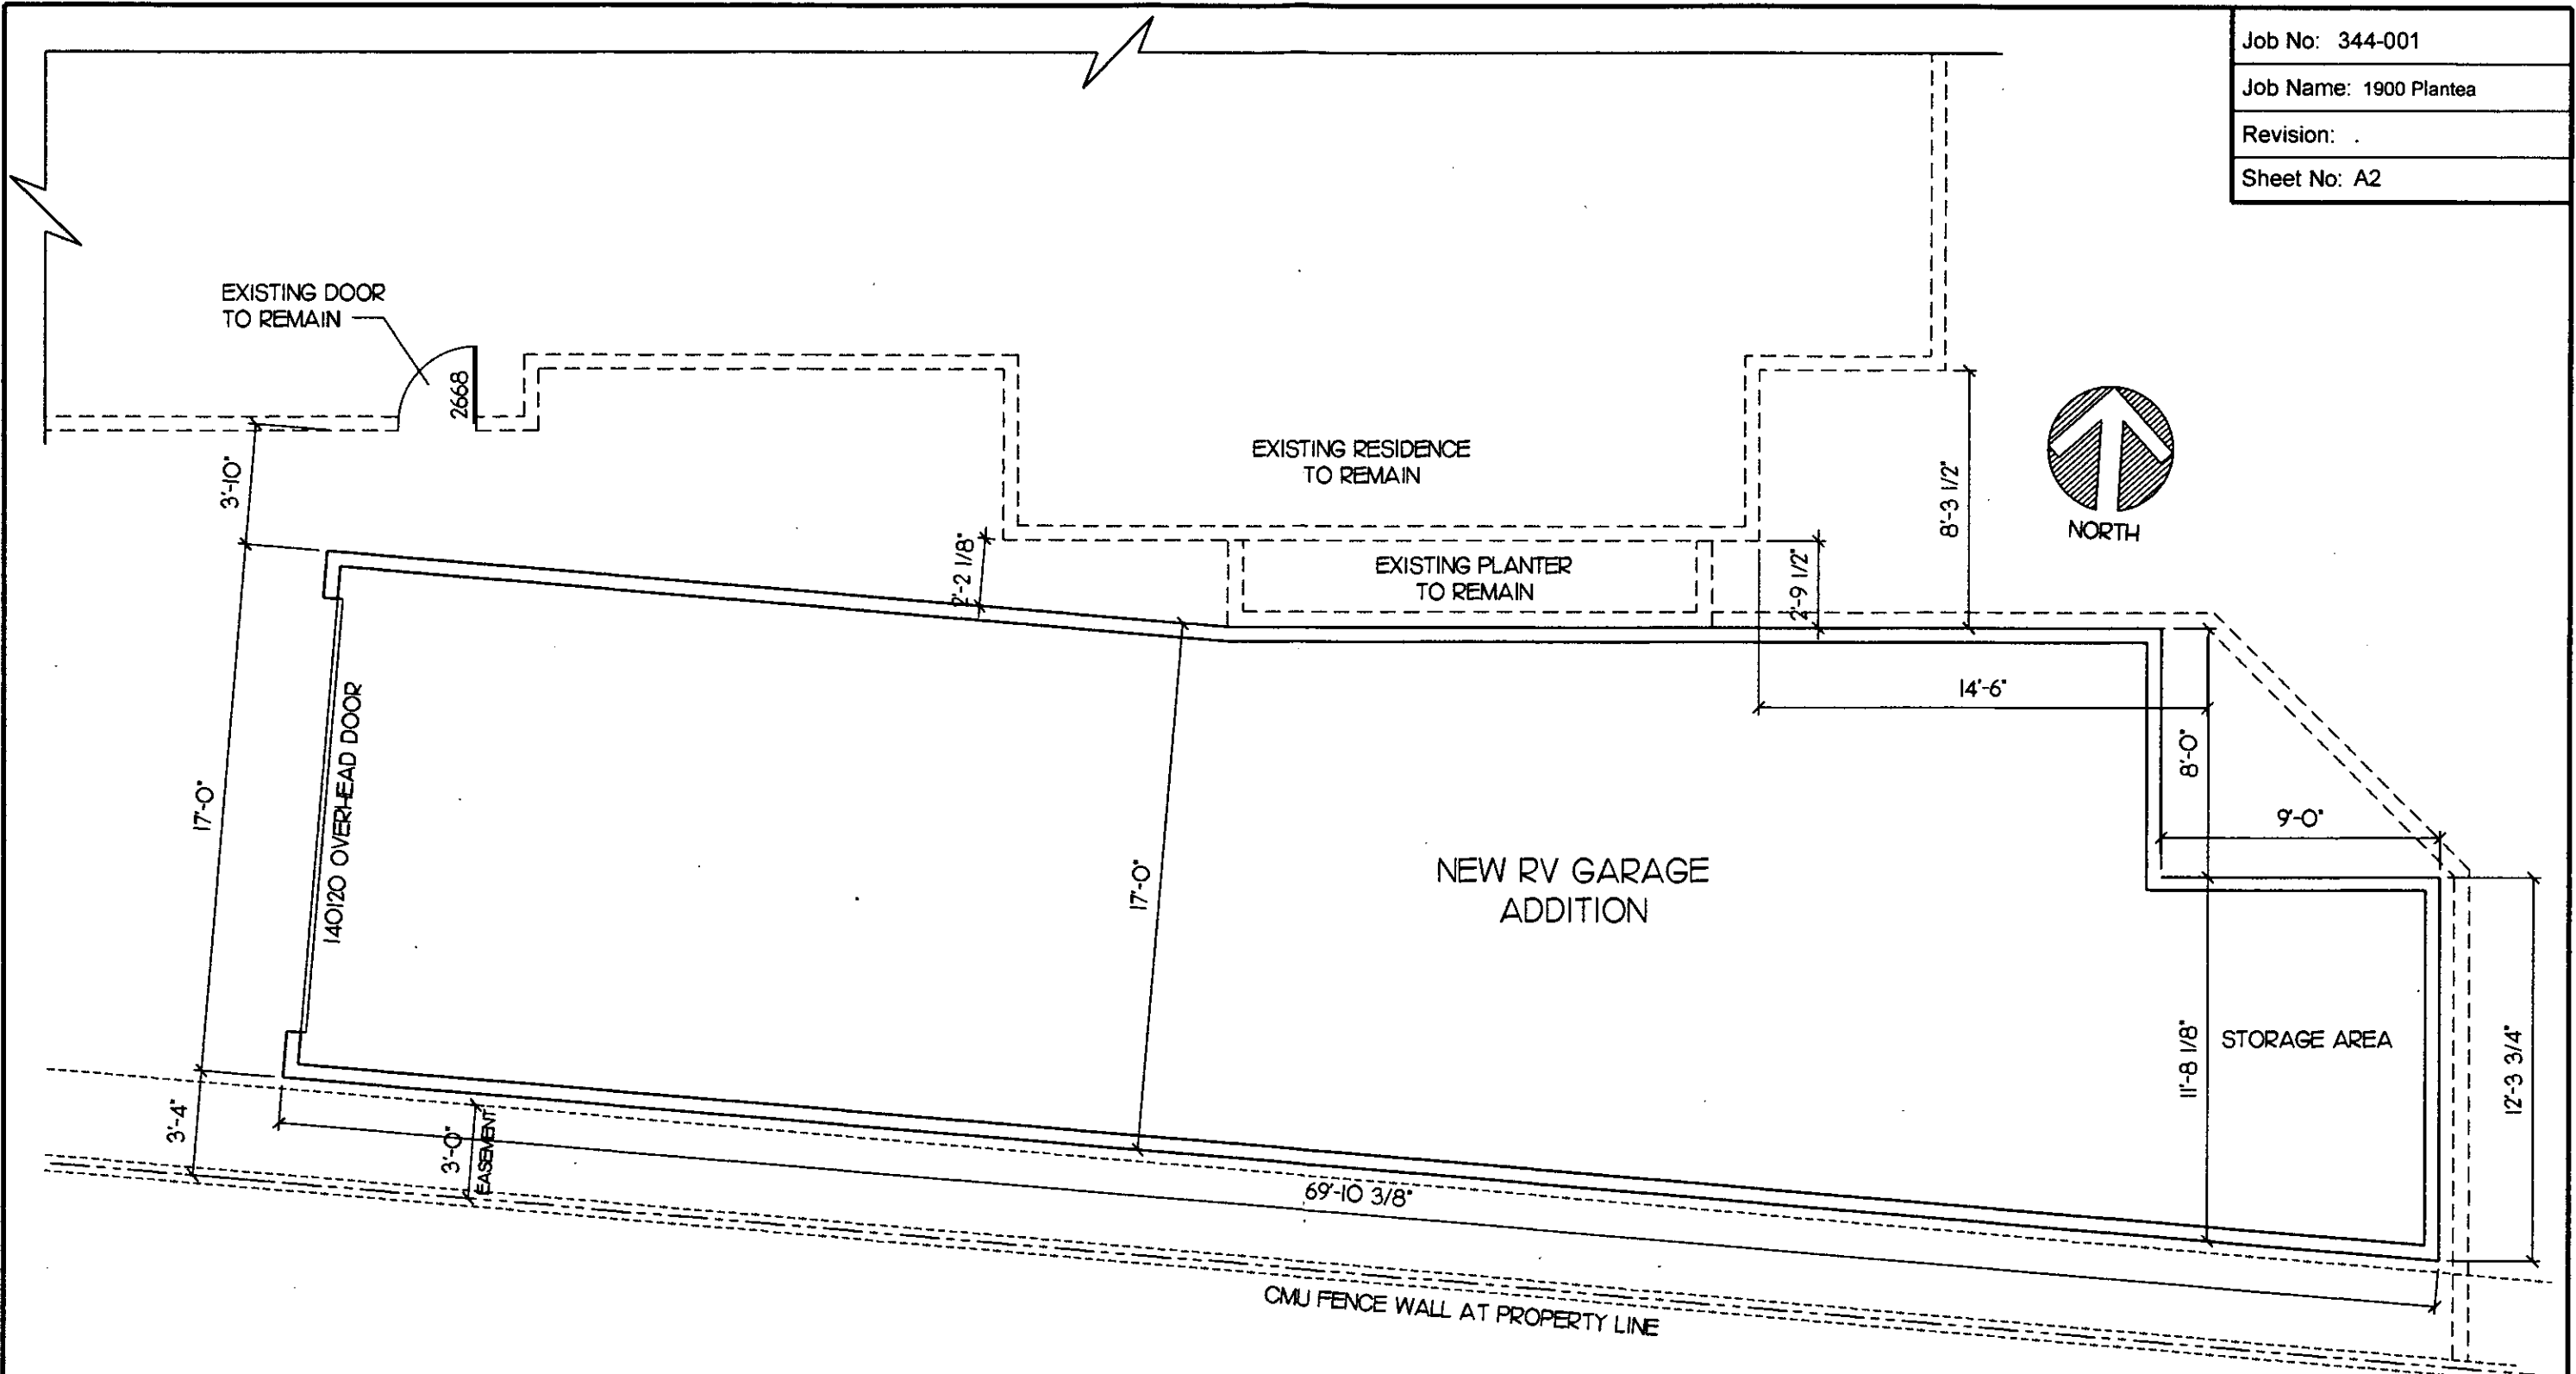 Job No: 344-001
Job Name: 1900 Plantea
Revision: .
Sheet No: A2
EXISTING DOOR
TO REMAIN
2668
3'-10"
EXISTING RESIDENCE
TO REMAIN
8'-3 1/2"
NORTH
2'-2 1/8"
EXISTING PLANTER
TO REMAIN
2'-9 1/2"
14'-6"
8'-0"
17'-0"
140120 OVERHEAD DOOR
9'-0"
17'-0"
NEW RV GARAGE
ADDITION
STORAGE AREA
11'-8 1/8"
12'-3 3/4"
3'-4"
3'-0"
EASEMENT
69'-10 3/8"
CMU FENCE WALL AT PROPERTY LINE